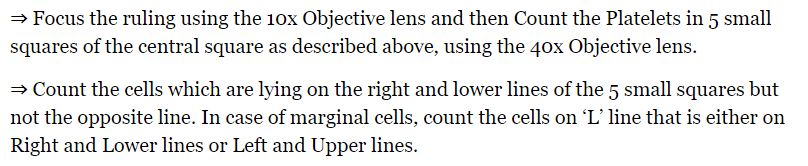 ⇒ Focus the ruling using the 10x Objective lens and then Count the Platelets in 5 small
squares of the central square as described above, using the 40x Objective lens.
⇒ Count the cells which are lying on the right and lower lines of the 5 small squares but
not the opposite line. In case of marginal cells, count the cells on ‘L’ line that is either on
Right and Lower lines or Left and Upper lines.